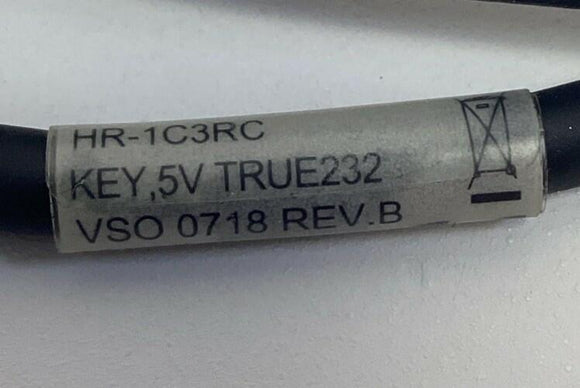 HR-1C3RC
KEY,5V TRUE232
VSO 0718 REV.B